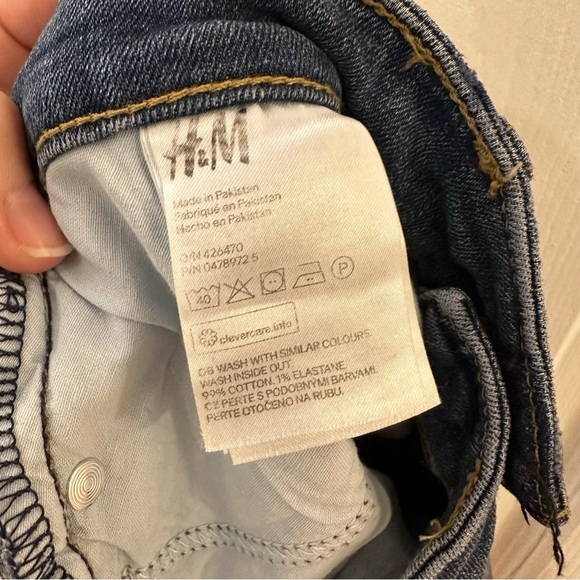 H&M
Made in Pakistan
Fabriqué en Pakistan
Hecho en Pakistan
O/N 426470
P/N 0478972 5
40 P
clevercare.info
GB WASH WITH SIMILAR COLOURS.
WASH INSIDE OUT.
99% COTTON. 1% ELASTANE.
CZ PERTE S PODOBNÝMI BARVAMI.
PERTE OTOČENO NA RUBU.